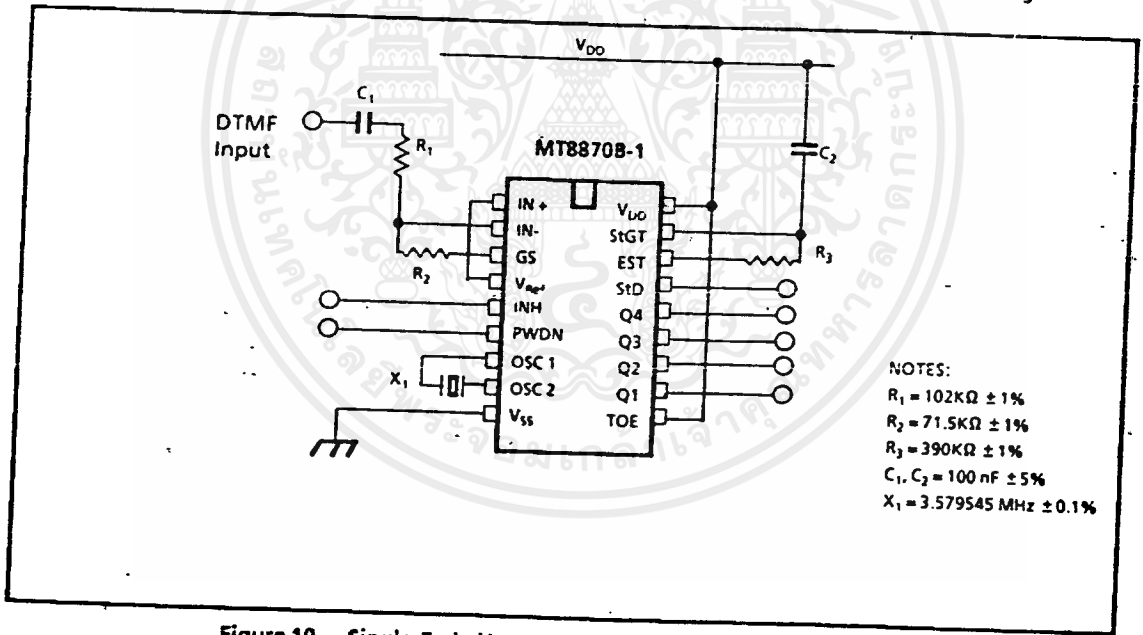 V_DD
C₁
DTMF
Input
R₁
MT8870B-1
C₂
IN +
IN-
GS
V_Ref
INH
PWDN
OSC 1
OSC 2
V_SS
V_DD
StGT
EST
StD
Q4
Q3
Q2
Q1
TOE
R₂
R₃
X₁
NOTES:
R₁ = 102KΩ ± 1%
R₂ = 71.5KΩ ± 1%
R₃ = 390KΩ ± 1%
C₁, C₂ = 100 nF ±5%
X₁ = 3.579545 MHz ± 0.1%